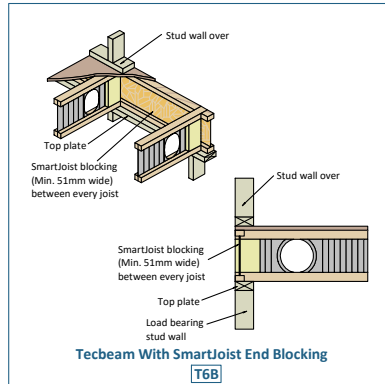 Stud wall over
Top plate
SmartJoist blocking
(Min. 51mm wide)
between every joist
Stud wall over
SmartJoist blocking
(Min. 51mm wide)
between every joist
Top plate
Load bearing
stud wall
Tecbeam With SmartJoist End Blocking
T6B